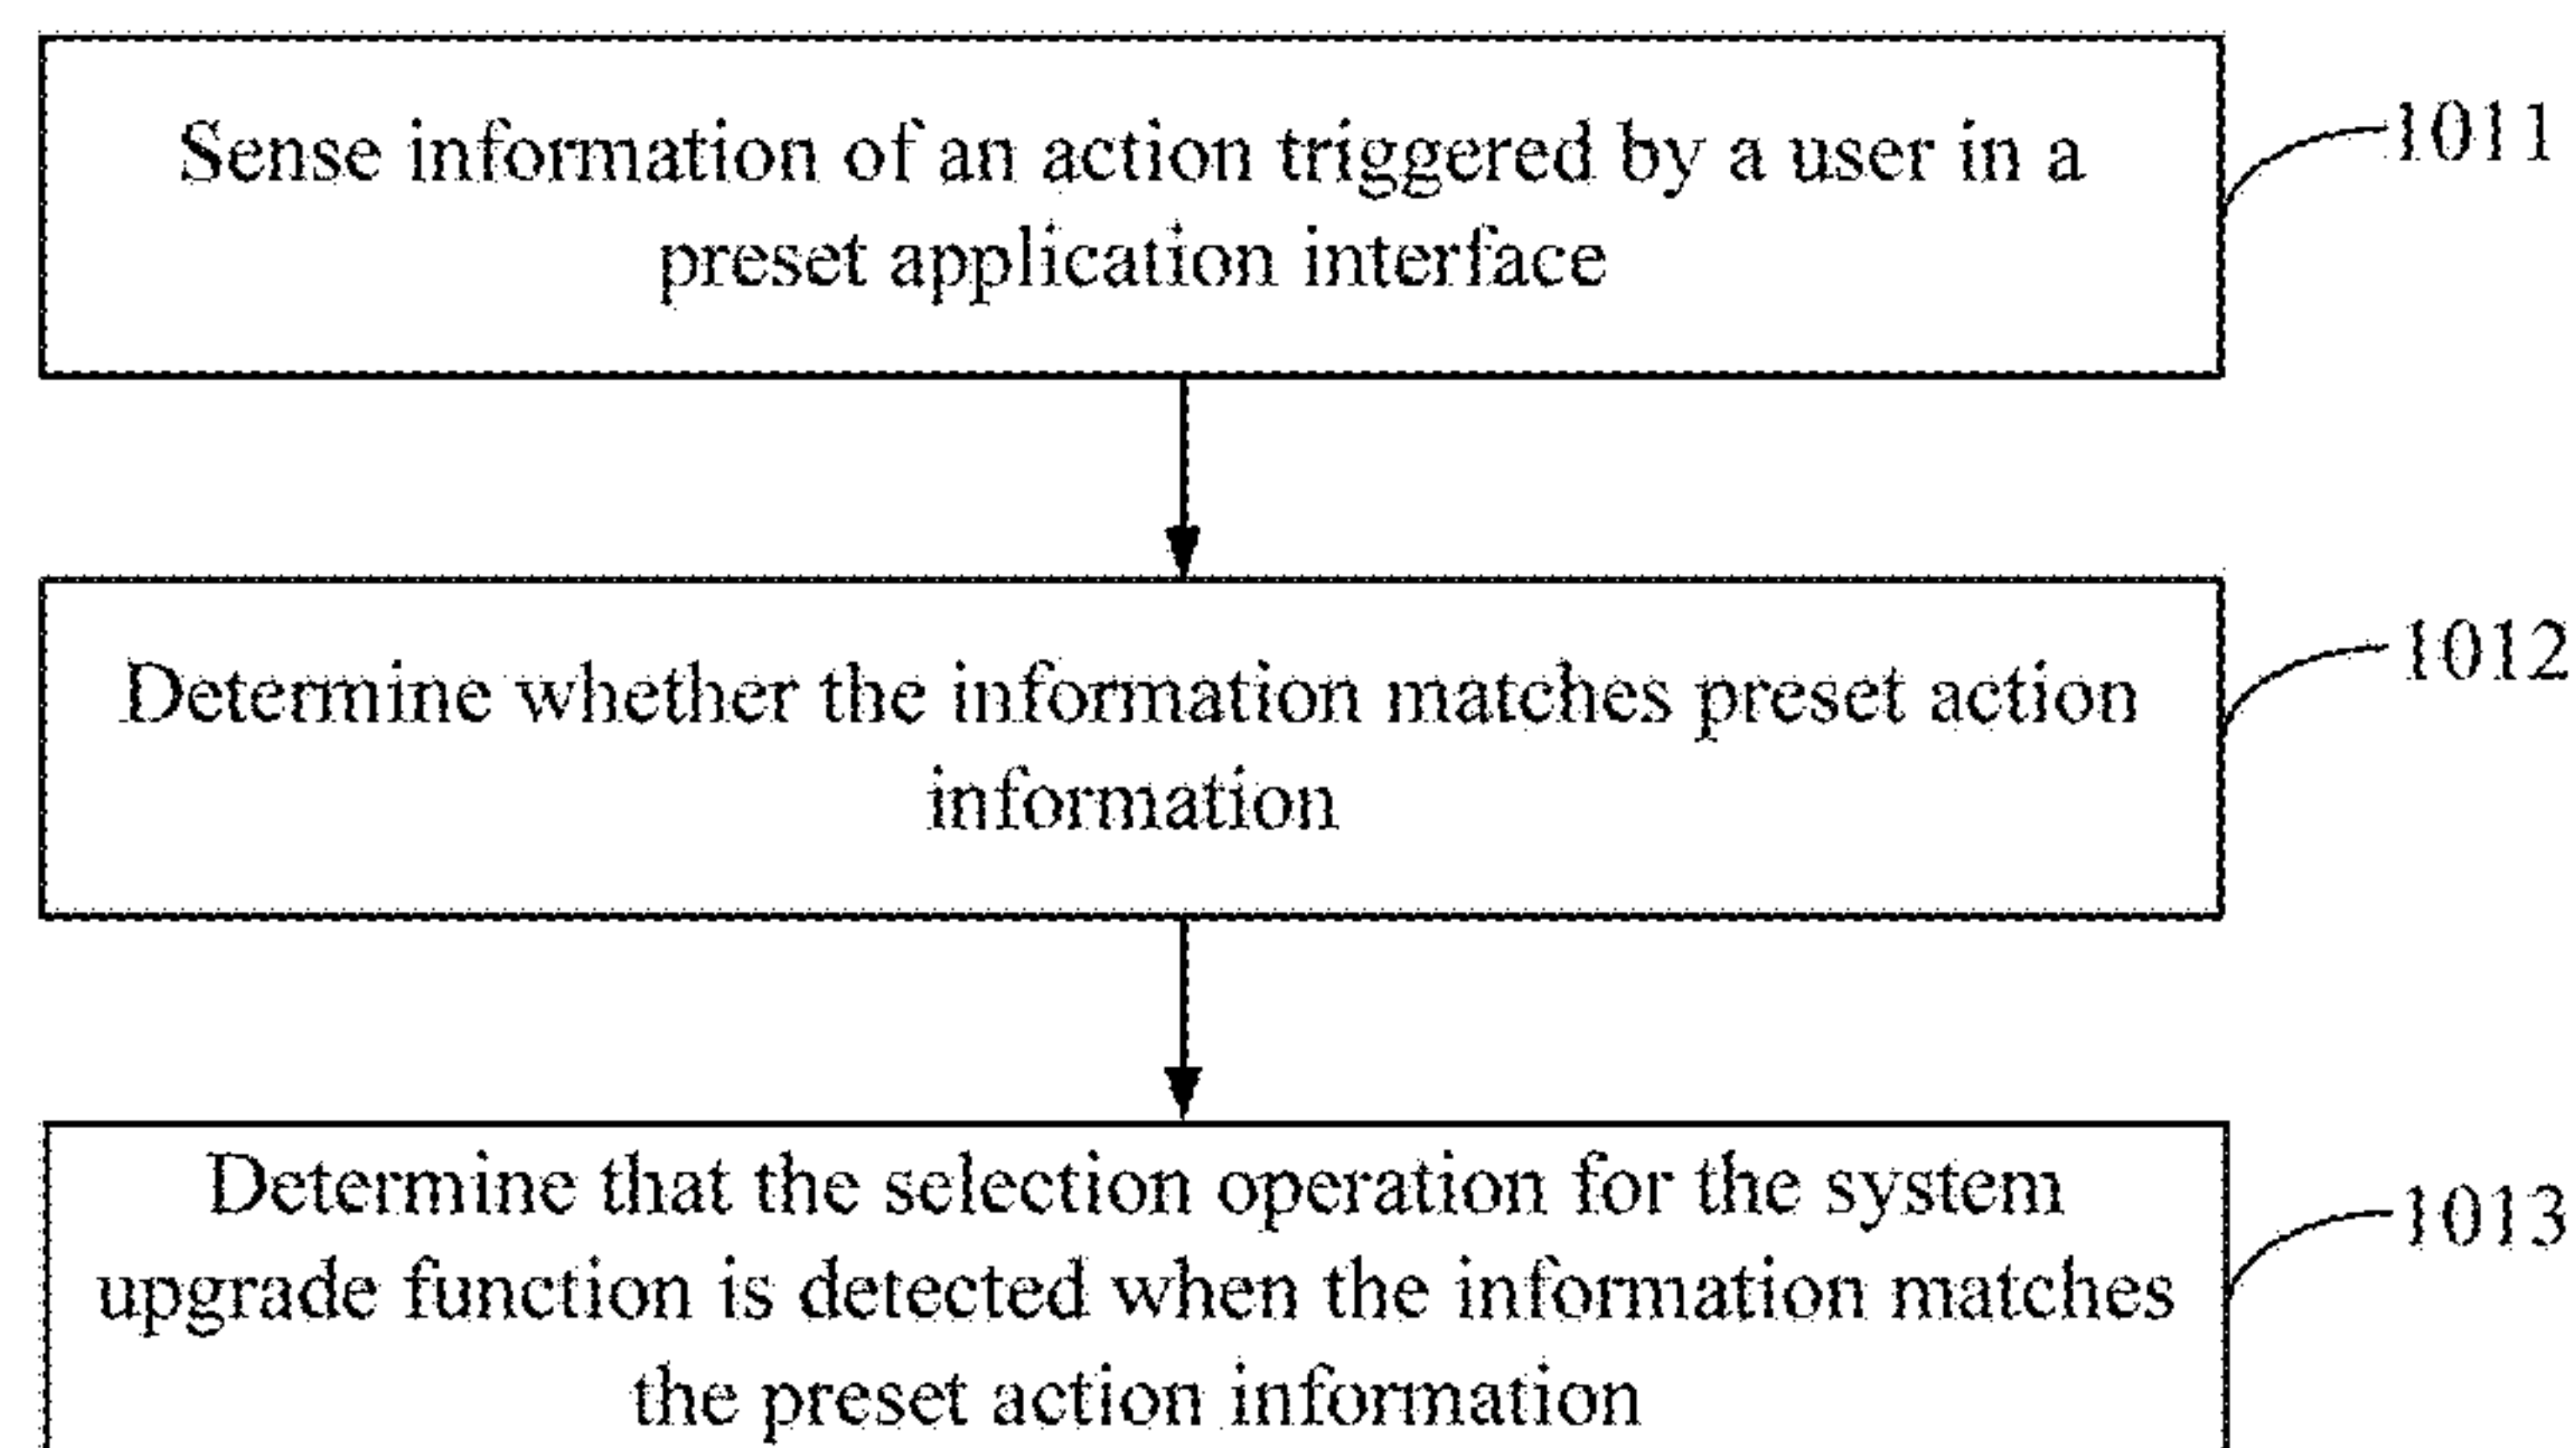 Sense information of an action triggered by a user in a
preset application interface
1011
Determine whether the information matches preset action
information
1012
Determine that the selection operation for the system
upgrade function is detected when the information matches
the preset action information
1013